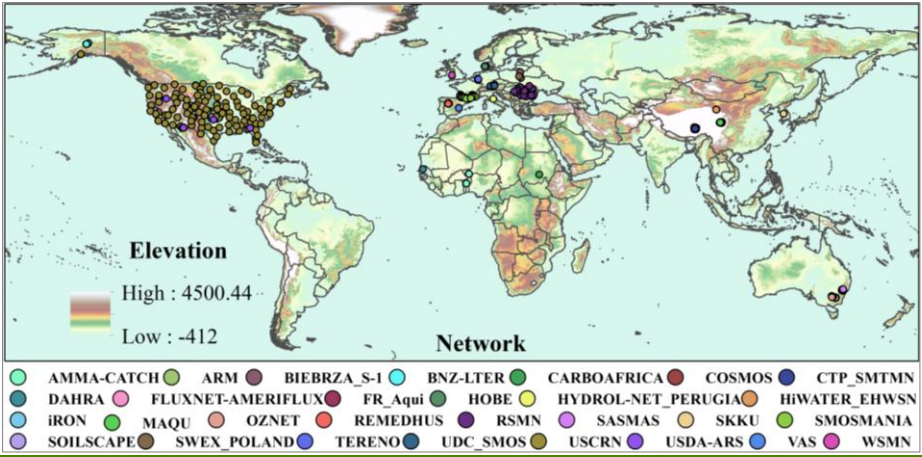 Elevation
High : 4500.44
Low : -412
Network
AMMA-CATCH ARM BIEBRZA_S-1 BNZ-LTER CARBOAFRICA COSMOS CTP_SMTMN
DAHRA FLUXNET-AMERIFLUX FR_Aqui HOBE HYDROL-NET_PERUGIA HiWATER_EHWSN
iRON MAQU OZNET REMEDHUS RSMN SASMAS SKKU SMOSMANIA
SOILSCAPE SWEX_POLAND TERENO UDC_SMOS USCRN USDA-ARS VAS WSMN